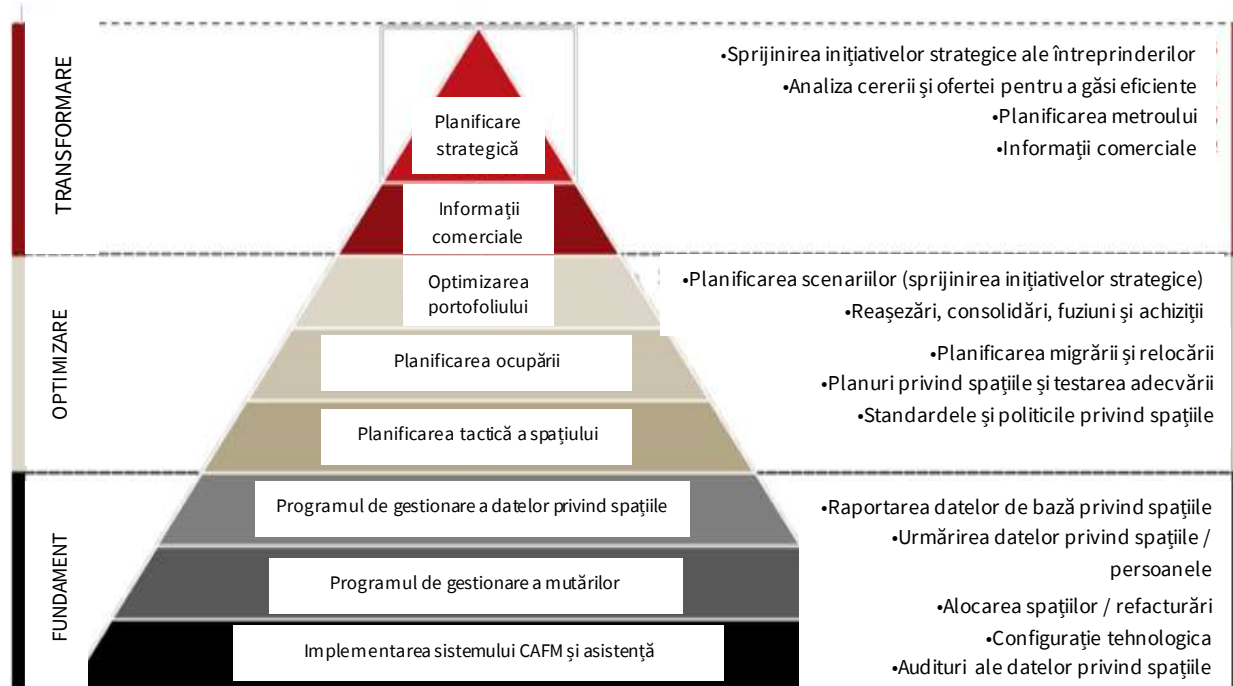 TRANSFORMARE
Planificare
strategică
Informații
comerciale
•Sprijinirea inițiativelor strategice ale întreprinderilor
•Analiza cererii și ofertei pentru a găsi eficiente
•Planificarea metroului
•Informații comerciale
OPTIMIZARE
Optimizarea
portofoliului
Planificarea ocupării
Planificarea tactică a spațiului
•Planificarea scenariilor (sprijinirea inițiativelor strategice)
•Reașezări, consolidări, fuziuni și achiziții
•Planificarea migrării și relocării
•Planuri privind spațiile și testarea adecvării
•Standardele și politicile privind spațiile
FUNDAMENT
Programul de gestionare a datelor privind spațiile
Programul de gestionare a mutărilor
Implementarea sistemului CAFM și asistență
•Raportarea datelor de bază privind spațiile
•Urmărirea datelor privind spațiile /
persoanele
•Alocarea spațiilor / refacturări
•Configurație tehnologica
•Audituri ale datelor privind spațiile